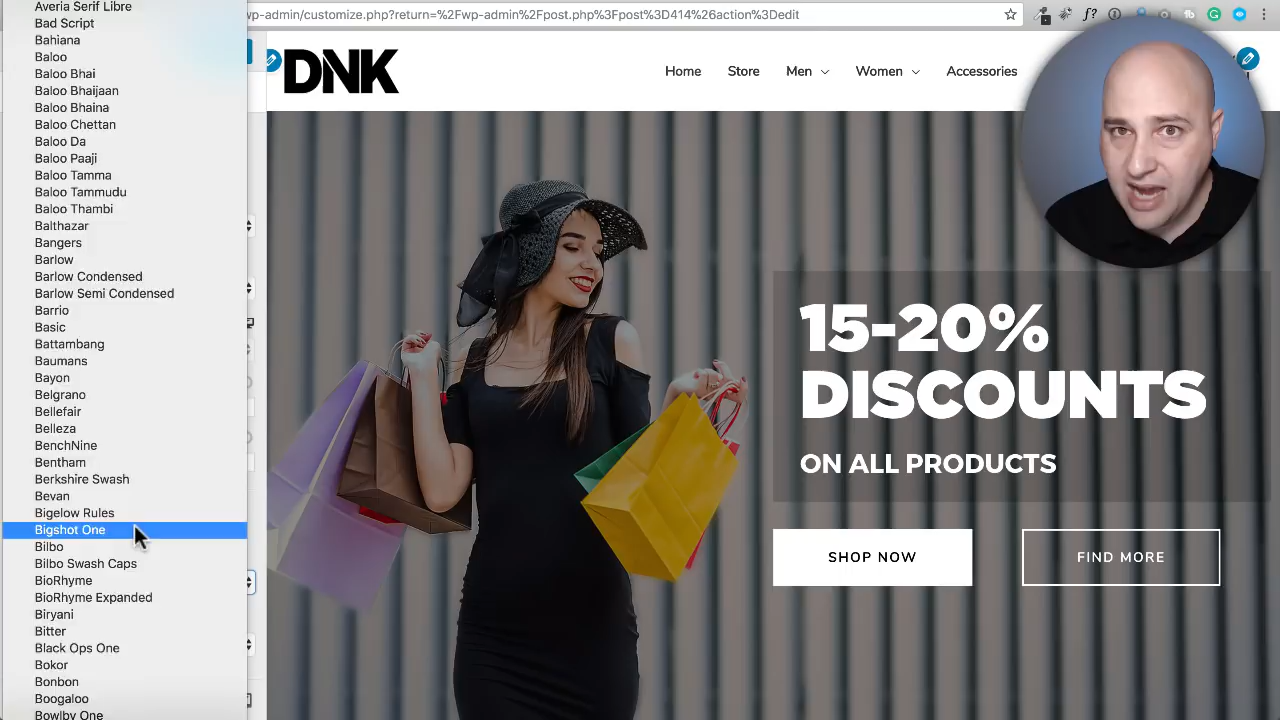 Averia Serif Libre
Bad Script
Bahiana
Baloo
Baloo Bhai
Baloo Bhaijaan
Baloo Bhaina
Baloo Chettan
Baloo Da
Baloo Paaji
Baloo Tamma
Baloo Tammudu
Baloo Thambi
Balthazar
Bangers
Barlow
Barlow Condensed
Barlow Semi Condensed
Barrio
Basic
Battambang
Baumans
Bayon
Belgrano
Bellefair
Belleza
BenchNine
Bentham
Berkshire Swash
Bevan
Bigelow Rules
Bigshot One
Bilbo
Bilbo Swash Caps
BioRhyme
BioRhyme Expanded
Biryani
Bitter
Black Ops One
Bokor
Bonbon
Boogaloo
Bowlby One
wp-admin/customize.php?return=%2Fwp-admin%2Fpost.php%3Fpost%3D414%26action%3Dedit
DNK
Home Store Men Women Accessories
15-20%
DISCOUNTS
ON ALL PRODUCTS
SHOP NOW FIND MORE